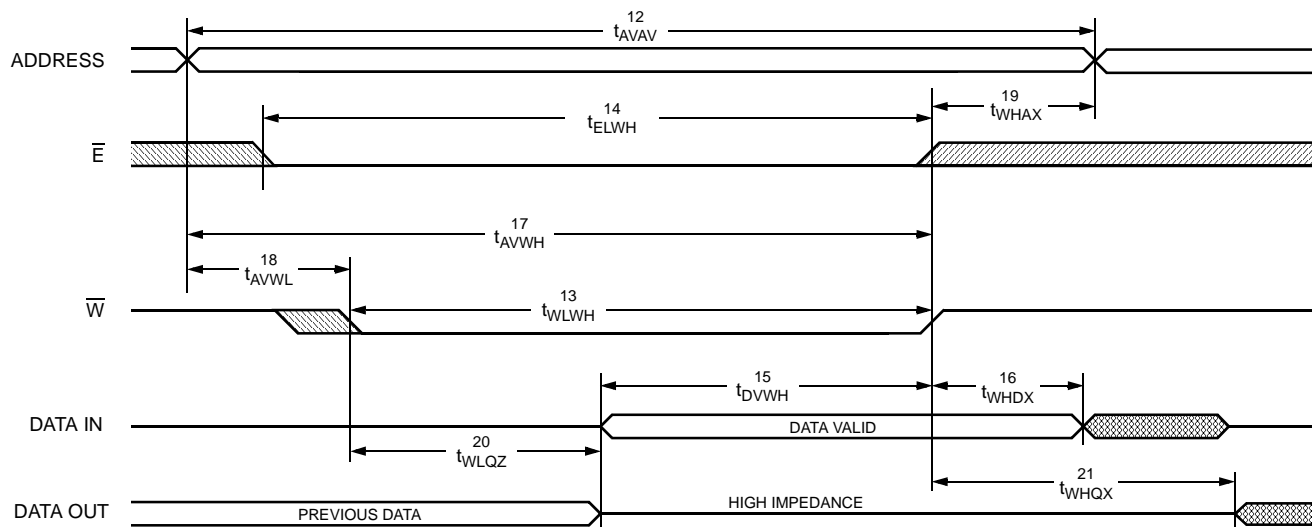 12
tAVAV
ADDRESS
14
tELWH
19
tWHAX
E̅
17
tAVWH
18
tAVWL
W̅
13
tWLWH
15
tDVWH
16
tWHDX
DATA IN
DATA VALID
20
tWLQZ
21
tWHQX
DATA OUT
PREVIOUS DATA
HIGH IMPEDANCE